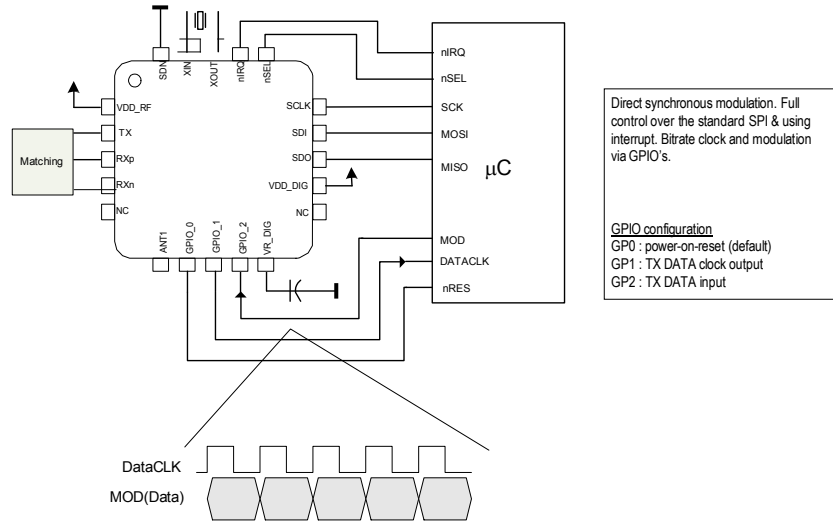 SDN
XIN
XOUT
nIRQ
nSEL
VDD_RF
TX
RXp
RXn
NC
Matching
SCLK
SDI
SDO
VDD_DIG
NC
ANT1
GPIO_0
GPIO_1
GPIO_2
VR_DIG
nIRQ
nSEL
SCK
MOSI
MISO
μC
MOD
DATACLK
nRES
Direct synchronous modulation. Full
control over the standard SPI & using
interrupt. Bitrate clock and modulation
via GPIO's.
GPIO configuration
GP0 : power-on-reset (default)
GP1 : TX DATA clock output
GP2 : TX DATA input
DataCLK
MOD(Data)